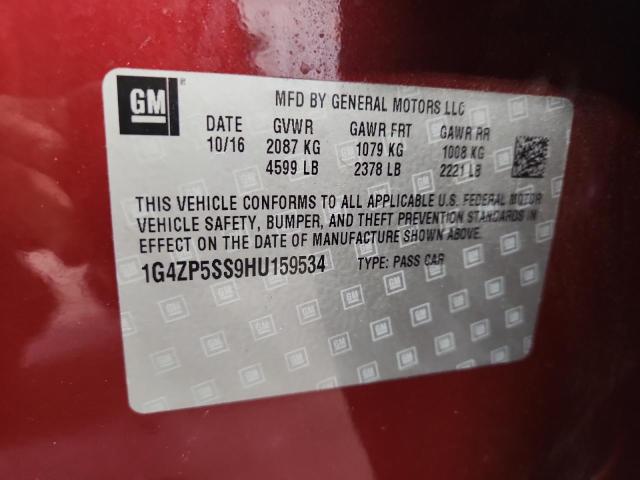 GM
MFD BY GENERAL MOTORS LLC
DATE GVWR GAWR FRT GAWR RR
10/16 2087 KG 1079 KG 1008 KG
4599 LB 2378 LB 2221 LB
THIS VEHICLE CONFORMS TO ALL APPLICABLE U.S. FEDERAL MOTOR
VEHICLE SAFETY, BUMPER, AND THEFT PREVENTION STANDARDS IN
EFFECT ON THE DATE OF MANUFACTURE SHOWN ABOVE.
1G4ZP5SS9HU159534 TYPE: PASS CAR